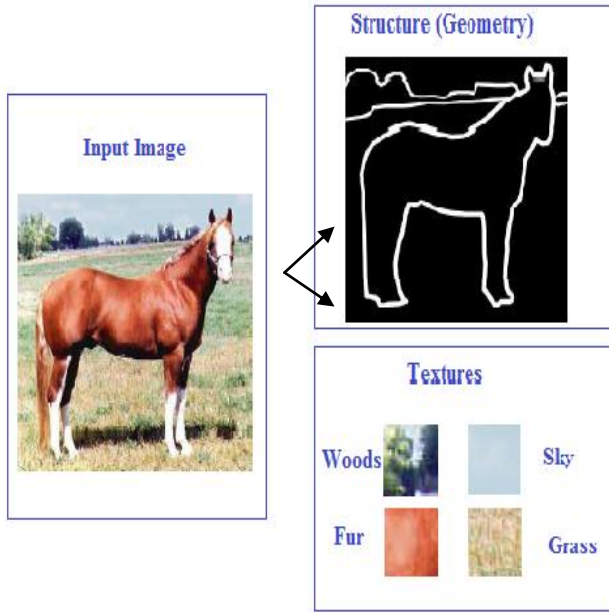 Structure (Geometry)
Input Image
Textures
Woods
Sky
Fur
Grass